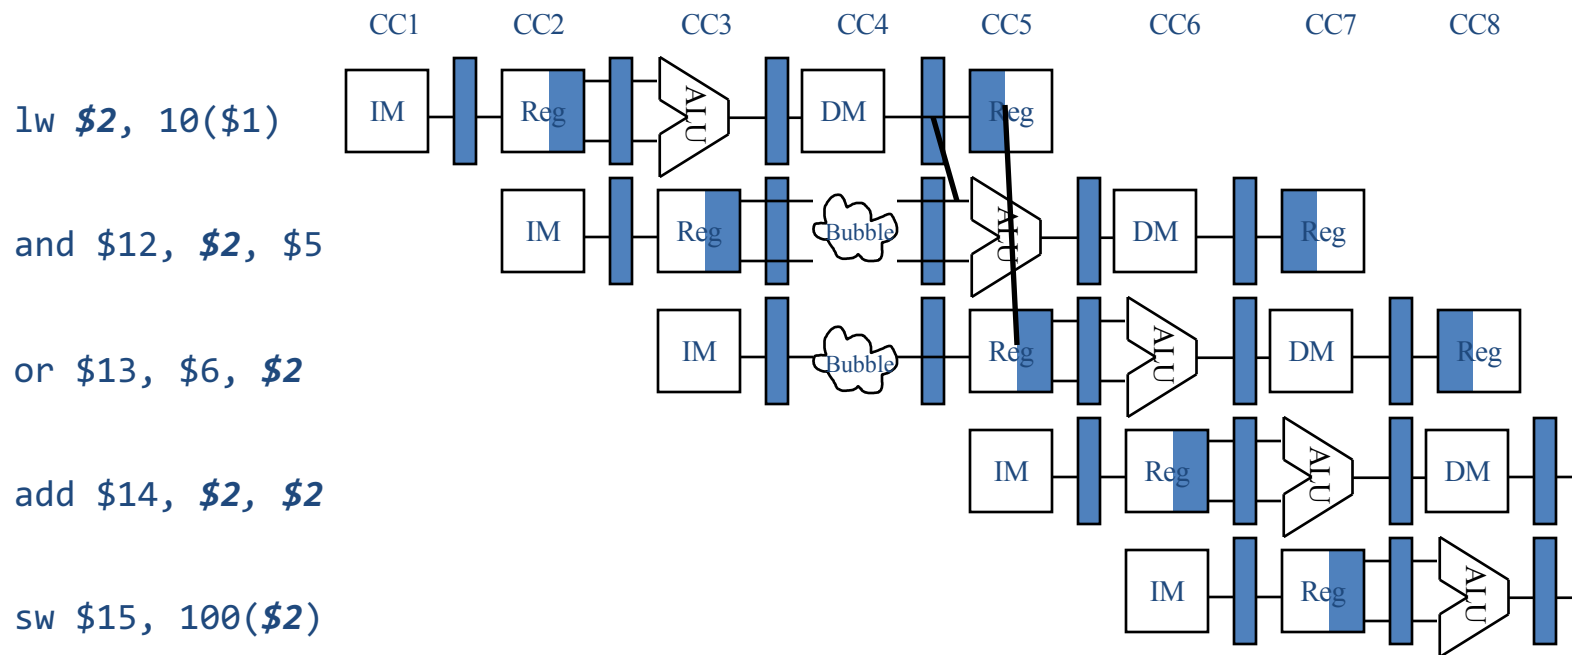 CC1 CC2 CC3 CC4 CC5 CC6 CC7 CC8
lw $2, 10($1) IM Reg ALU DM Reg
and $12, $2, $5 IM Reg Bubble ALU DM Reg
or $13, $6, $2 IM Bubble Reg ALU DM Reg
add $14, $2, $2 IM Reg ALU DM
sw $15, 100($2) IM Reg ALU